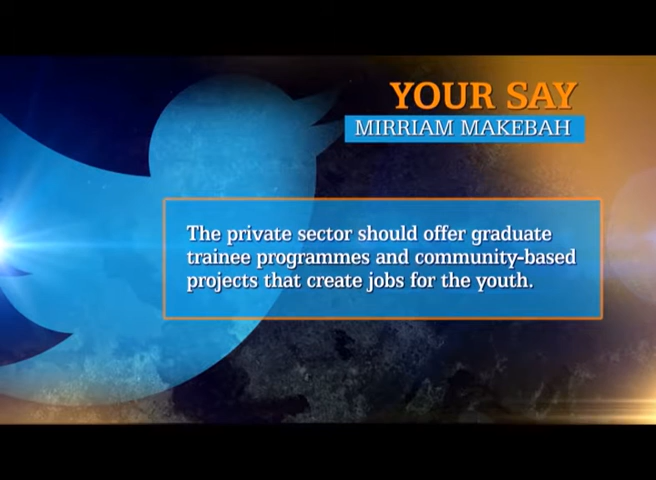 YOUR SAY
MIRRIAM MAKEBAH
The private sector should offer graduate
trainee programmes and community-based
projects that create jobs for the youth.